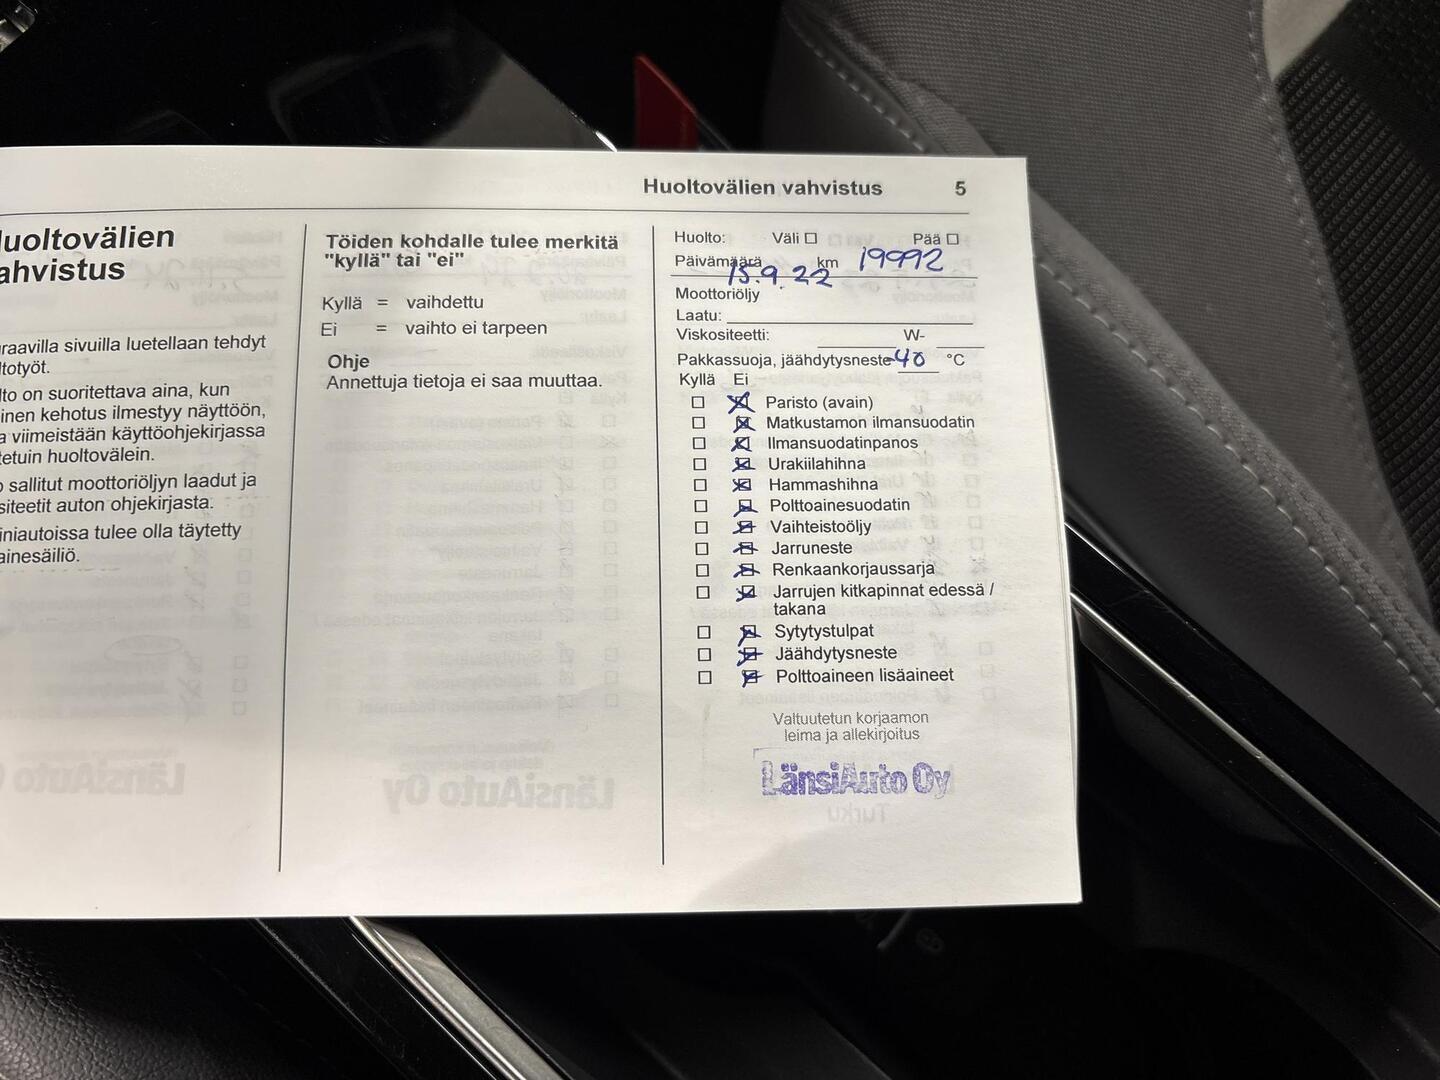 Huoltovälien vahvistus 5
uoltovälien
ahvistus
raavilla sivuilla luetellaan tehdyt
ltotyöt.
lto on suoritettava aina, kun
inen kehotus ilmestyy näyttöön,
a viimeistään käyttöohjekirjassa
tetuin huoltovälein.
o sallitut moottoriöljyn laadut ja
siteetit auton ohjekirjasta.
iniautoissa tulee olla täytetty
ainesäiliö.
Töiden kohdalle tulee merkitä
"kyllä" tai "ei"
Kyllä = vaihdettu
Ei = vaihto ei tarpeen
Ohje
Annettuja tietoja ei saa muuttaa.
Huolto: Väli Pää
Päivämäärä 15.9.22 km 19992
Moottoriöljy
Laatu:
Viskositeetti: W-
Pakkassuoja, jäähdytysneste -40 °C
Kyllä Ei
Paristo (avain)
Matkustamon ilmansuodatin
Ilmansuodatinpanos
Urakiilahihna
Hammashihna
Polttoainesuodatin
Vaihteistoöljy
Jarruneste
Renkaankorjaussarja
Jarrujen kitkapinnat edessä /
takana
Sytytystulpat
Jäähdytysneste
Polttoaineen lisäaineet
Valtuutetun korjaamon
leima ja allekirjoitus
LänsiAuto Oy